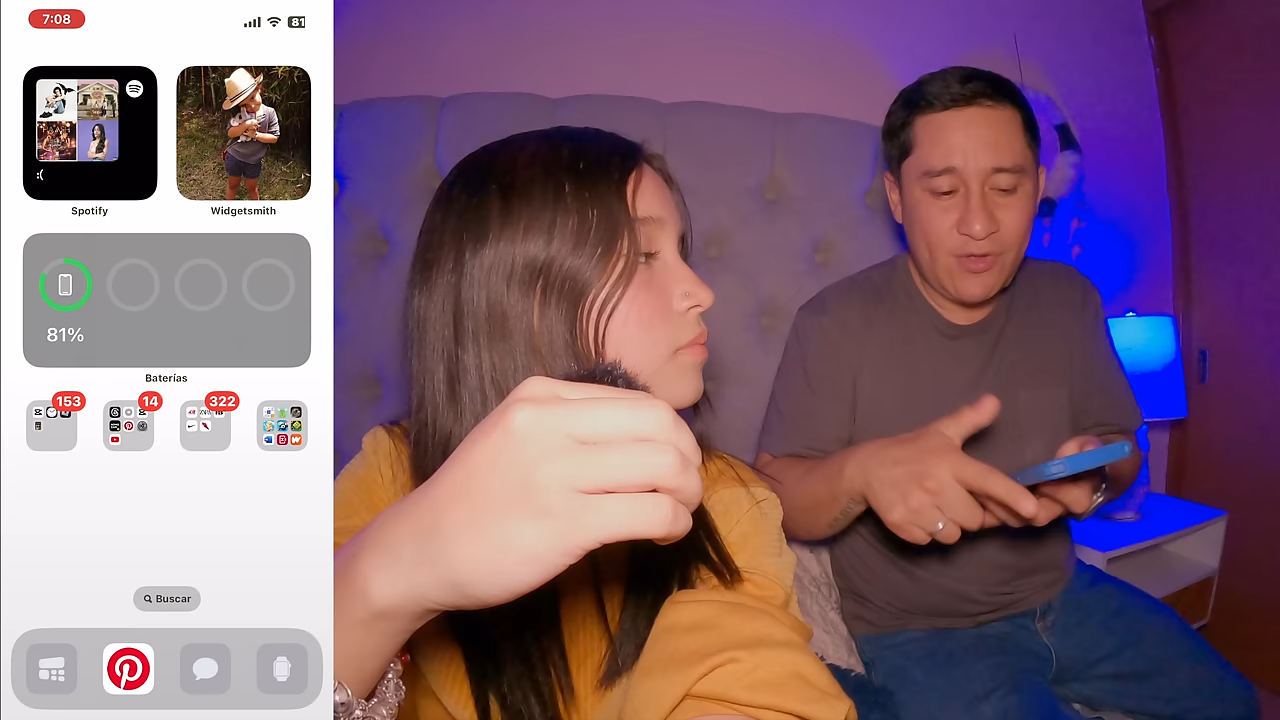 7:08
81
:(
Spotify
Widgetsmith
81%
Baterías
153
14
322
Buscar